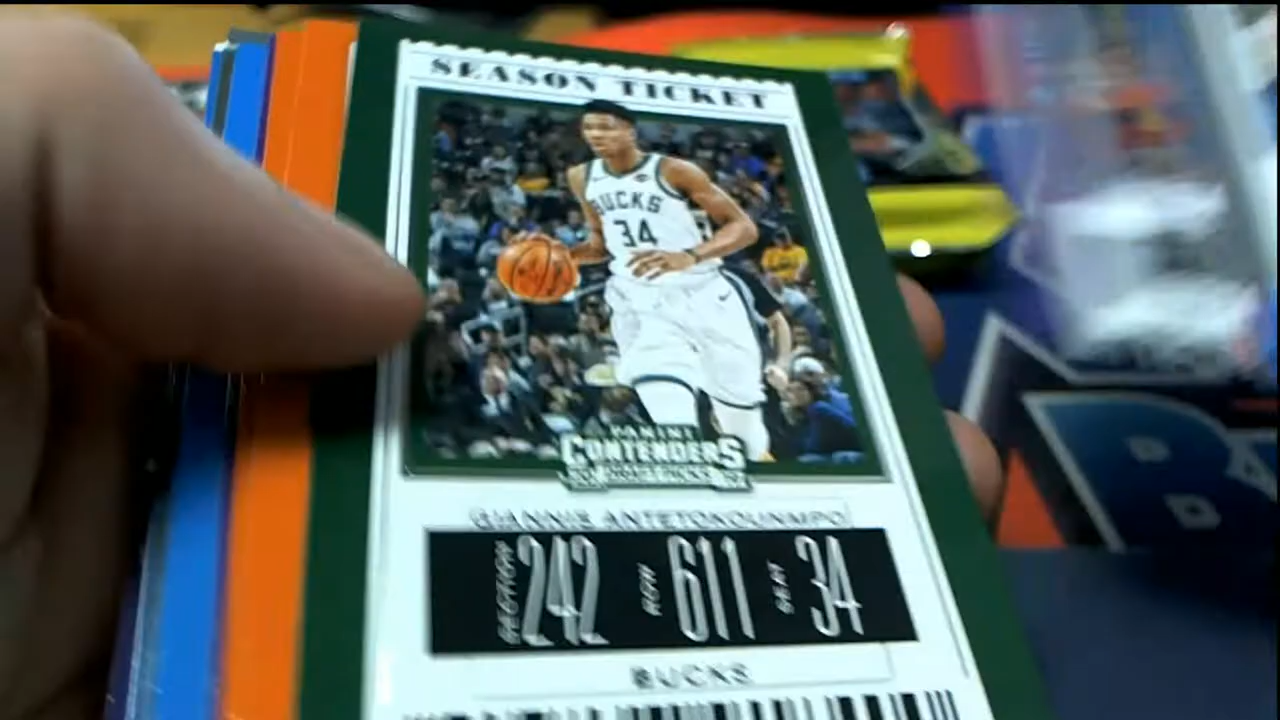 SEASON TICKET
BUCKS
34
PANINI
CONTENDERS
GIANNIS ANTETOKOUNMPO
SECTION 242 ROW 611 SEAT 34
BUCKS